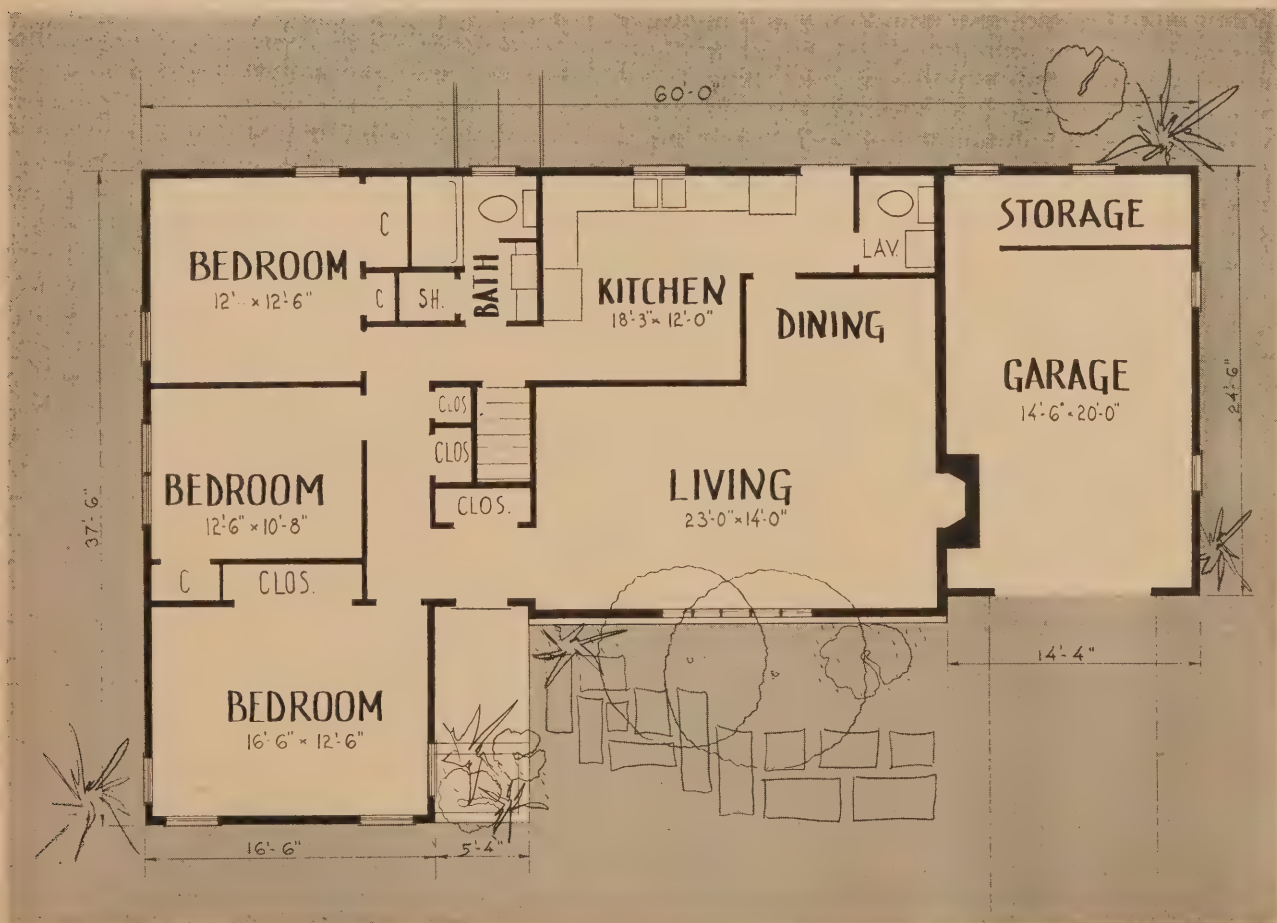 60'-0"
BEDROOM
12' × 12'-6"
C
C
SH.
BATH
KITCHEN
18'-3" × 12'-0"
LAV.
DINING
STORAGE
GARAGE
14'-6" × 20'-0"
24'-6"
37'-6"
BEDROOM
12'-6" × 10'-8"
C
CLOS.
CLOS
CLOS
CLOS.
LIVING
23'-0" × 14'-0"
BEDROOM
16'-6" × 12'-6"
14'-4"
16'-6"
5'-4"